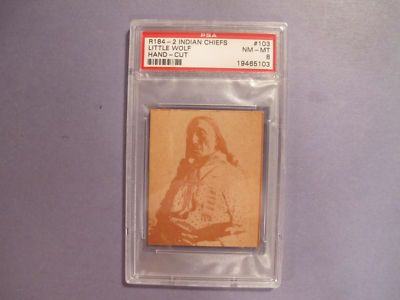 PSA
R184-2 INDIAN CHIEFS #103
LITTLE WOLF NM-MT
HAND-CUT 8
19465103